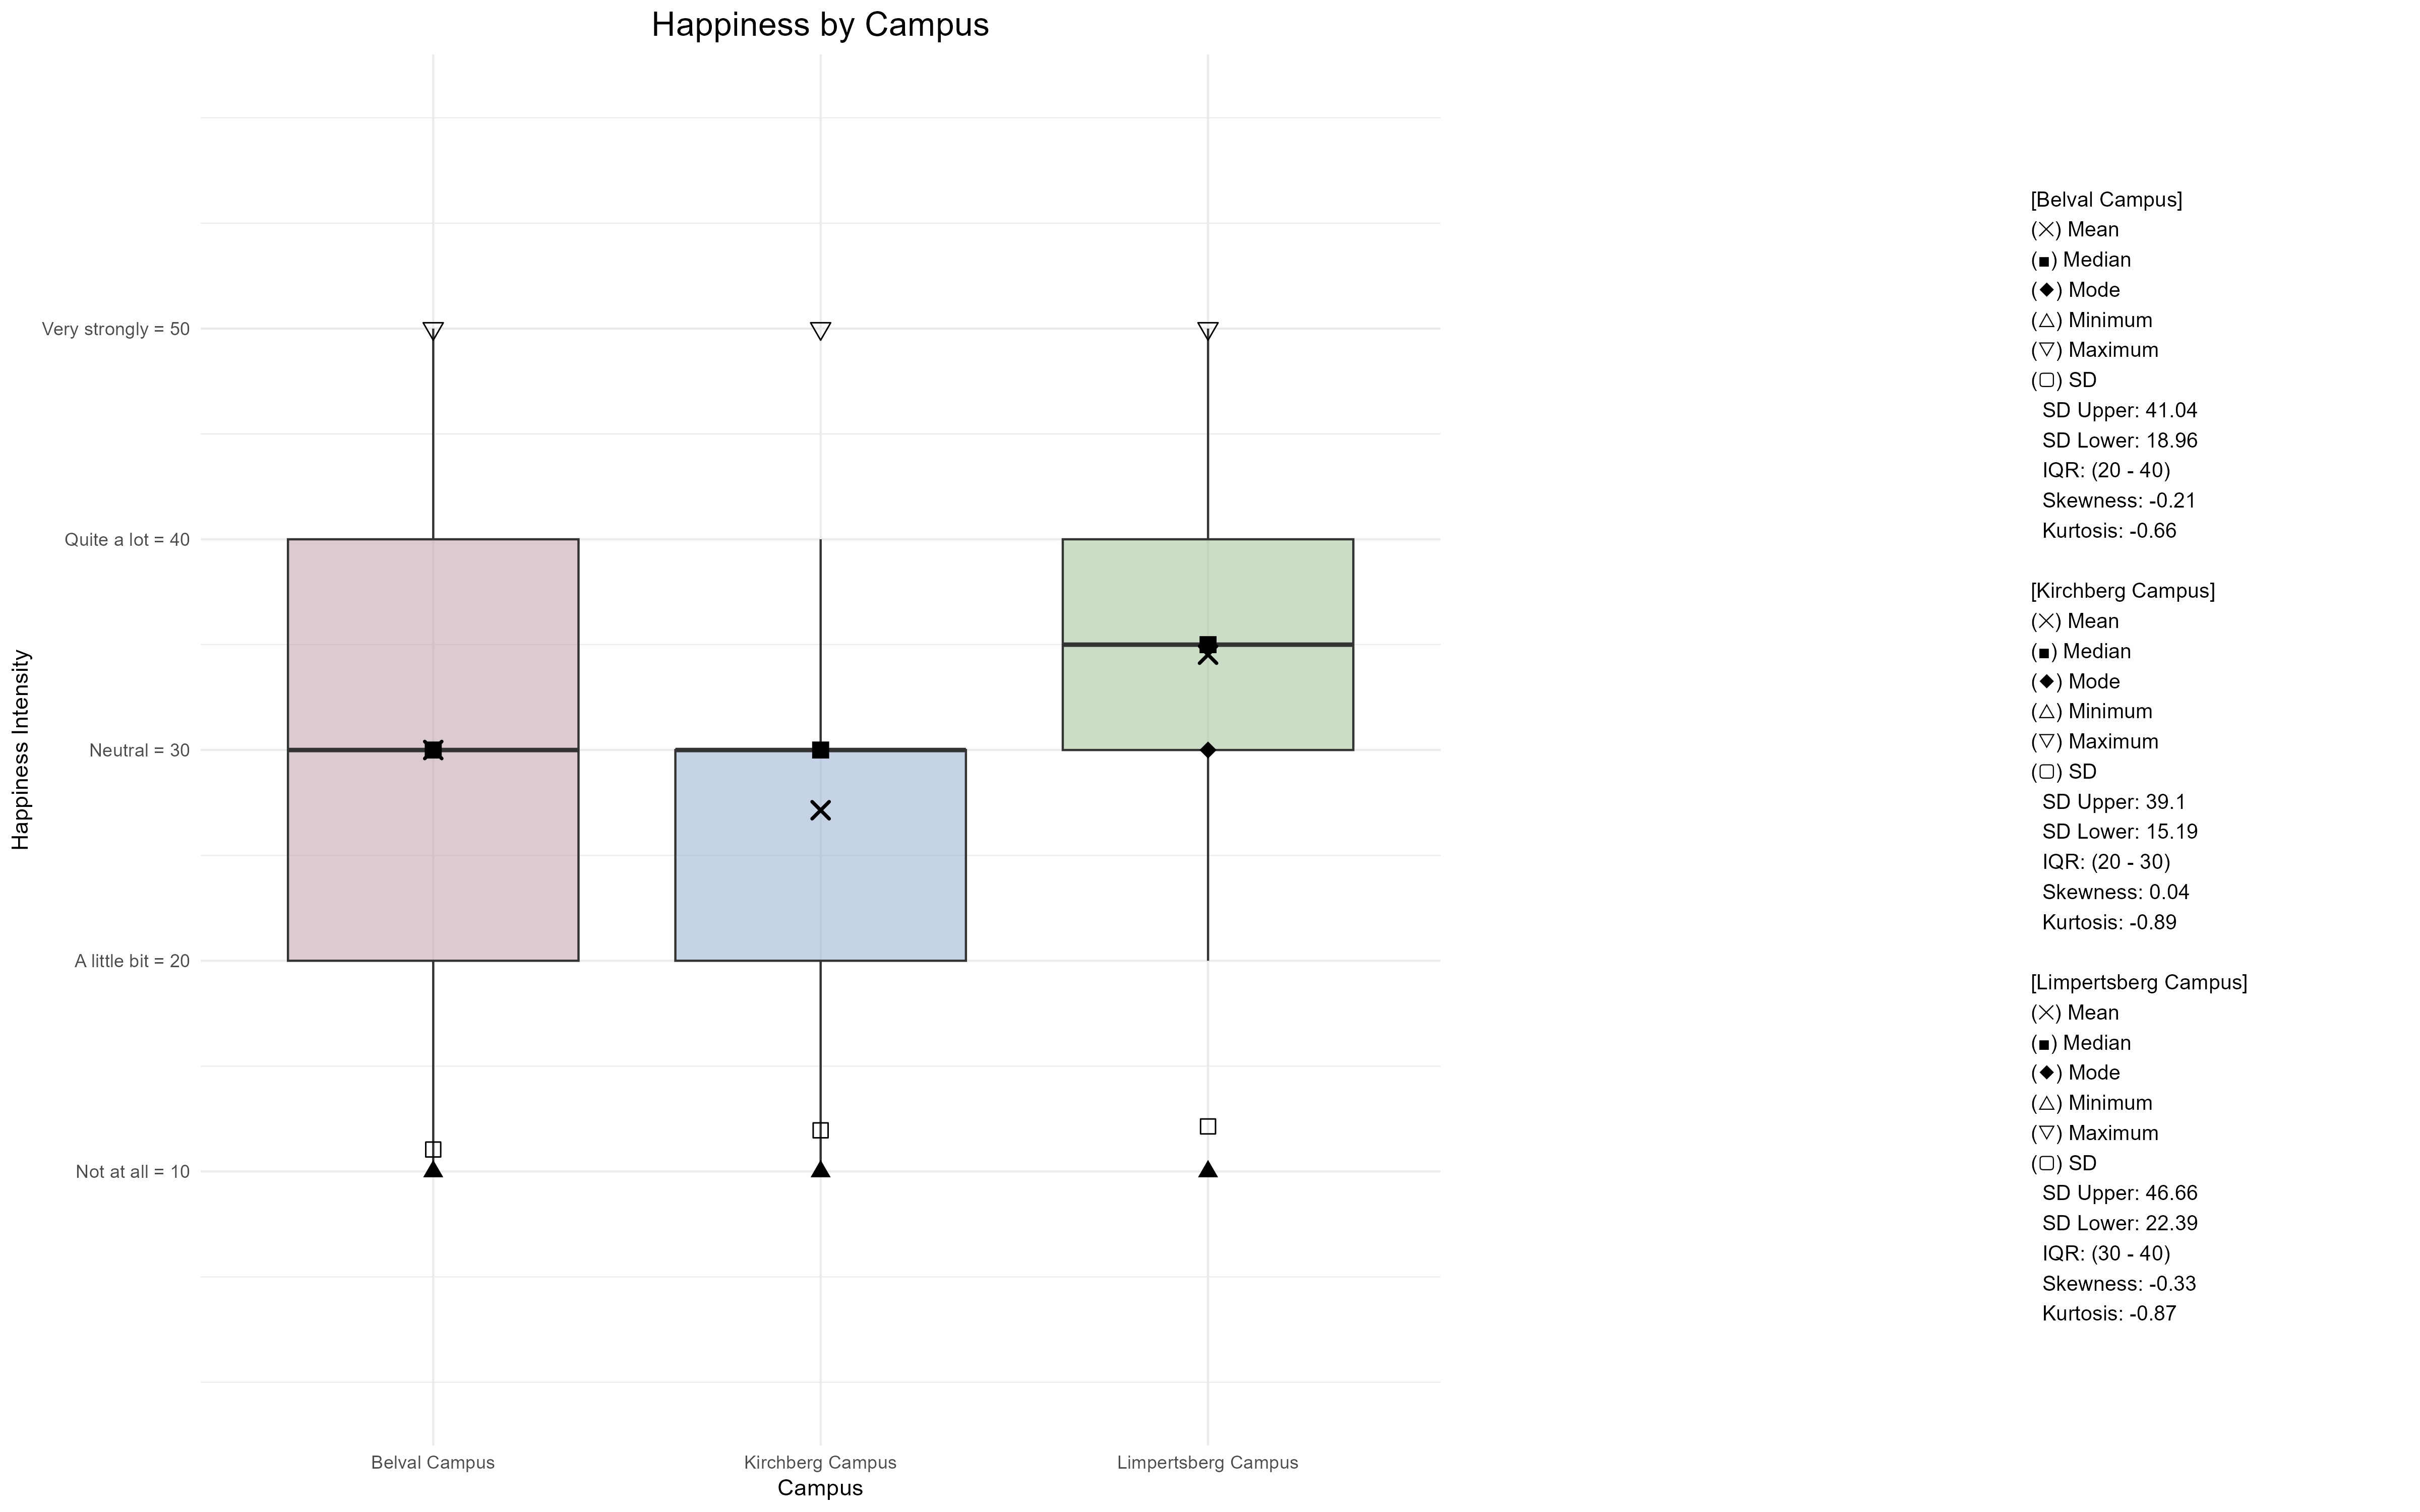 Happiness by Campus
Happiness Intensity
Very strongly = 50
Quite a lot = 40
Neutral = 30
A little bit = 20
Not at all = 10
Belval Campus
Kirchberg Campus
Limpertsberg Campus
Campus
[Belval Campus]
(×) Mean
(■) Median
(◆) Mode
(△) Minimum
(▽) Maximum
(▢) SD
SD Upper: 41.04
SD Lower: 18.96
IQR: (20 - 40)
Skewness: -0.21
Kurtosis: -0.66
[Kirchberg Campus]
(×) Mean
(■) Median
(◆) Mode
(△) Minimum
(▽) Maximum
(▢) SD
SD Upper: 39.1
SD Lower: 15.19
IQR: (20 - 30)
Skewness: 0.04
Kurtosis: -0.89
[Limpertsberg Campus]
(×) Mean
(■) Median
(◆) Mode
(△) Minimum
(▽) Maximum
(▢) SD
SD Upper: 46.66
SD Lower: 22.39
IQR: (30 - 40)
Skewness: -0.33
Kurtosis: -0.87